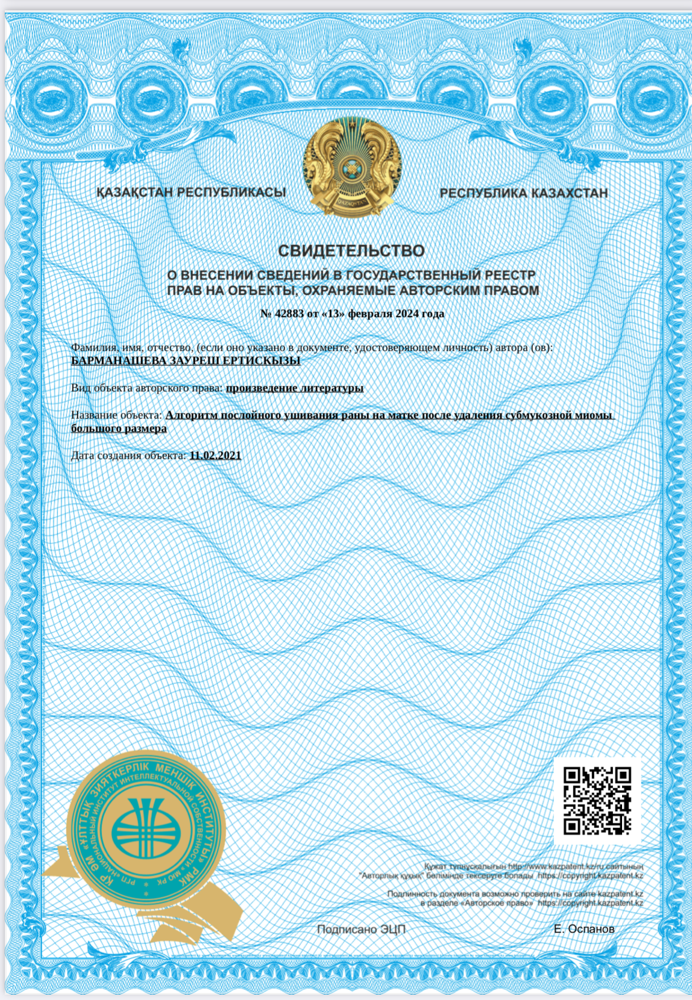 ҚАЗАҚСТАН РЕСПУБЛИКАСЫ
РЕСПУБЛИКА КАЗАХСТАН
QAZAQSTAN
СВИДЕТЕЛЬСТВО
О ВНЕСЕНИИ СВЕДЕНИЙ В ГОСУДАРСТВЕННЫЙ РЕЕСТР
ПРАВ НА ОБЪЕКТЫ, ОХРАНЯЕМЫЕ АВТОРСКИМ ПРАВОМ
№ 42883 от «13» февраля 2024 года
Фамилия, имя, отчество, (если оно указано в документе, удостоверяющем личность) автора (ов):
БАРМАНАШЕВА ЗАУРЕШ ЕРТИСКЫЗЫ
Вид объекта авторского права: произведение литературы
Название объекта: Алгоритм послойного ушивания раны на матке после удаления субмукозной миомы
большого размера
Дата создания объекта: 11.02.2021
ҚР ӘМ «ҰЛТТЫҚ ЗИЯТКЕРЛІК МЕНШІК ИНСТИТУТЫ» РМК
РГП «НАЦИОНАЛЬНЫЙ ИНСТИТУТ ИНТЕЛЛЕКТУАЛЬНОЙ СОБСТВЕННОСТИ» МЮ РК
Құжат түпнұсқалығын http://www.kazpatent.kz/ru сайтының
"Авторлық құқық" бөлімінде тексеруге болады https://copyright.kazpatent.kz
Подлинность документа возможно проверить на сайте kazpatent.kz
в разделе «Авторское право» https://copyright.kazpatent.kz
Подписано ЭЦП
Е. Оспанов